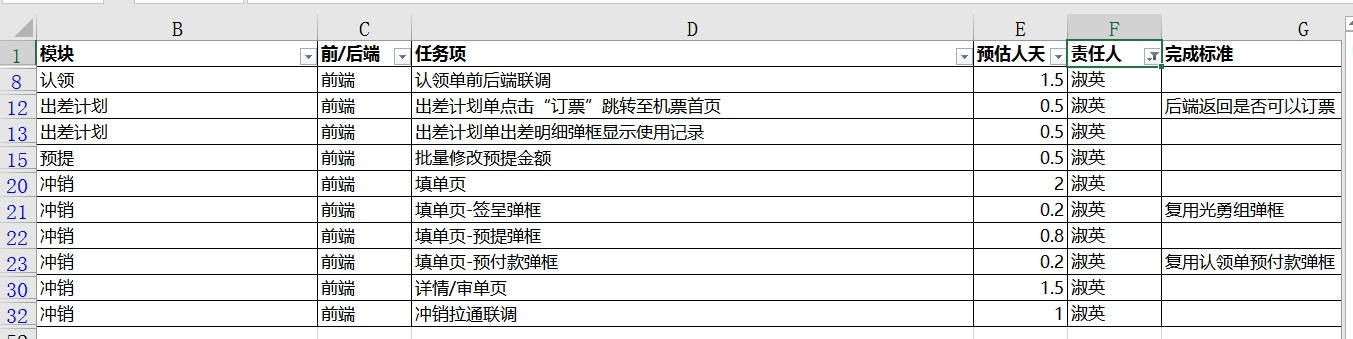 B C D E F G
1 模块 前/后端 任务项 预估人天 责任人 完成标准
8 认领 前端 认领单前后端联调 1.5 淑英
12 出差计划 前端 出差计划单点击“订票”跳转至机票首页 0.5 淑英 后端返回是否可以订票
13 出差计划 前端 出差计划单出差明细弹框显示使用记录 0.5 淑英
15 预提 前端 批量修改预提金额 0.5 淑英
20 冲销 前端 填单页 2 淑英
21 冲销 前端 填单页-签呈弹框 0.2 淑英 复用光勇组弹框
22 冲销 前端 填单页-预提弹框 0.8 淑英
23 冲销 前端 填单页-预付款弹框 0.2 淑英 复用认领单预付款弹框
30 冲销 前端 详情/审单页 1.5 淑英
32 冲销 前端 冲销拉通联调 1 淑英